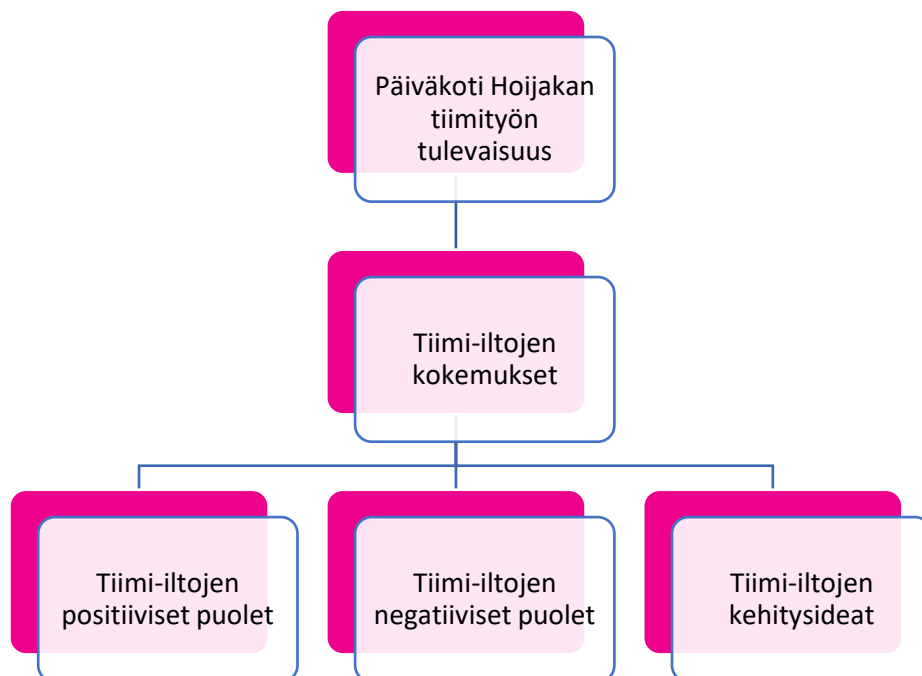 Päiväkoti Hoijakan
tiimityön
tulevaisuus
Tiimi-iltojen
kokemukset
Tiimi-iltojen
positiiviset puolet
Tiimi-iltojen
negatiiviset puolet
Tiimi-iltojen
kehitysideat